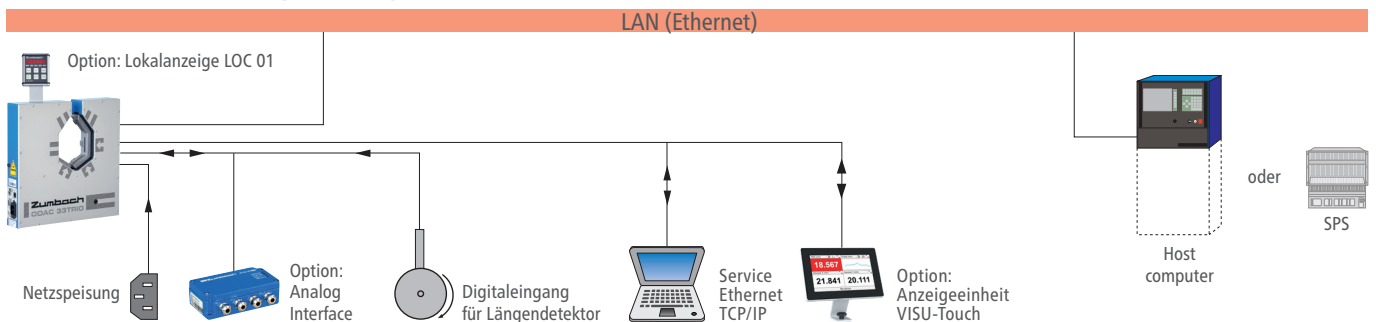 LAN (Ethernet)
Option: Lokalanzeige LOC 01
Zumbach
ODAC 33TRIO
Netzspeisung
Option:
Analog
Interface
Digitaleingang
für Längendetektor
Service
Ethernet
TCP/IP
18.567
21.841 20.111
Option:
Anzeigeeinheit
VISU-Touch
Host
computer
oder
SPS